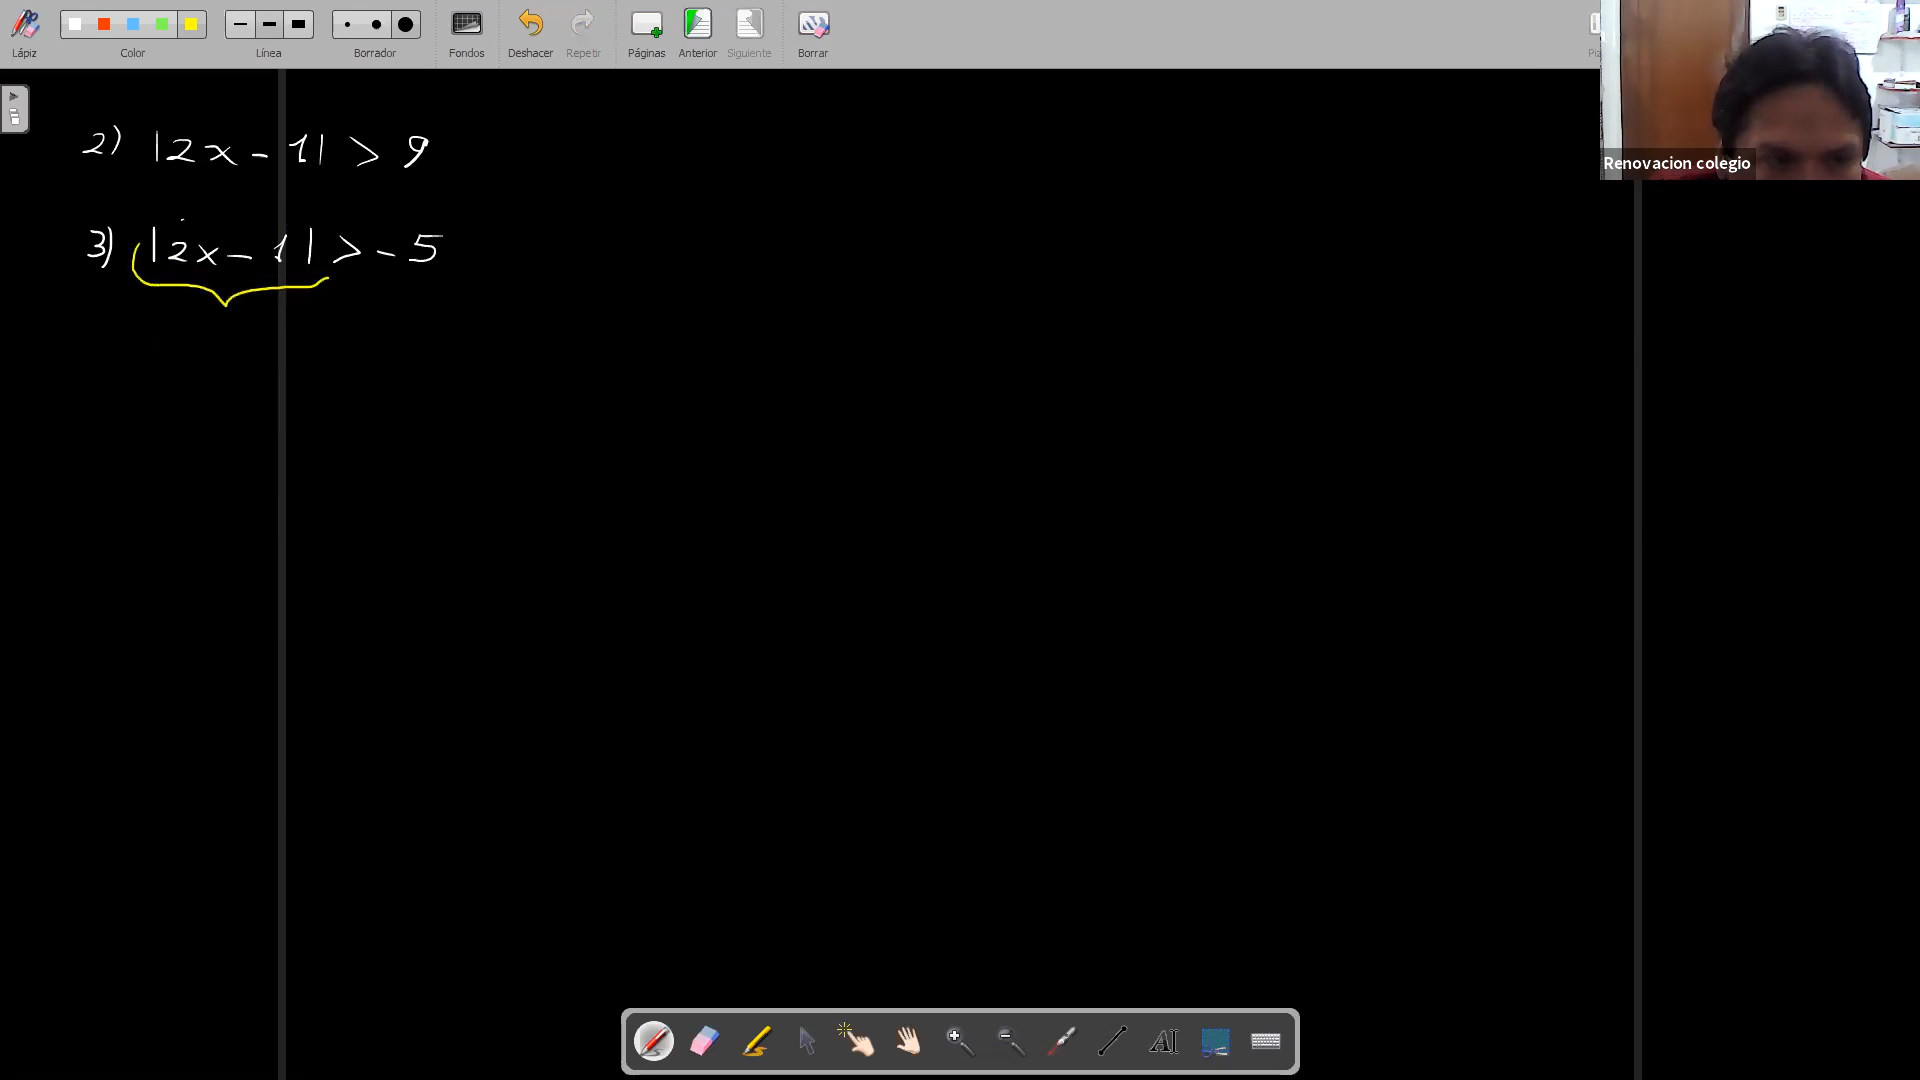 Lápiz
Color
Línea
Borrador
Fondos
Deshacer
Repetir
Páginas
Anterior
Siguiente
Borrar
Renovacion colegio
2) |2x - 1| > 9
3) |2x - 1| > - 5